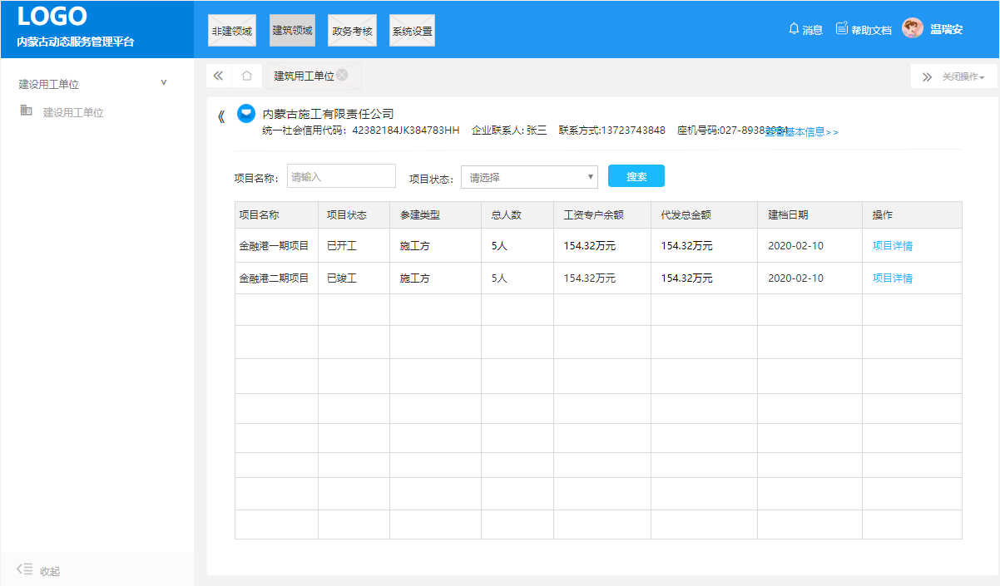 LOGO
内蒙古动态服务管理平台
非建领域
建筑领域
政务考核
系统设置
消息
帮助文档
温瑞安
建设用工单位
建设用工单位
收起
建筑用工单位
关闭操作
内蒙古施工有限责任公司
统一社会信用代码：42382184JK384783HH 企业联系人: 张三 联系方式:13723743848 座机号码:027-8938
基本信息>>
项目名称：
请输入
项目状态：
请选择
搜索
项目名称 项目状态 参建类型 总人数 工资专户余额 代发总金额 建档日期 操作
金融港一期项目 已开工 施工方 5人 154.32万元 154.32万元 2020-02-10 项目详情
金融港二期项目 已竣工 施工方 5人 154.32万元 154.32万元 2020-02-10 项目详情